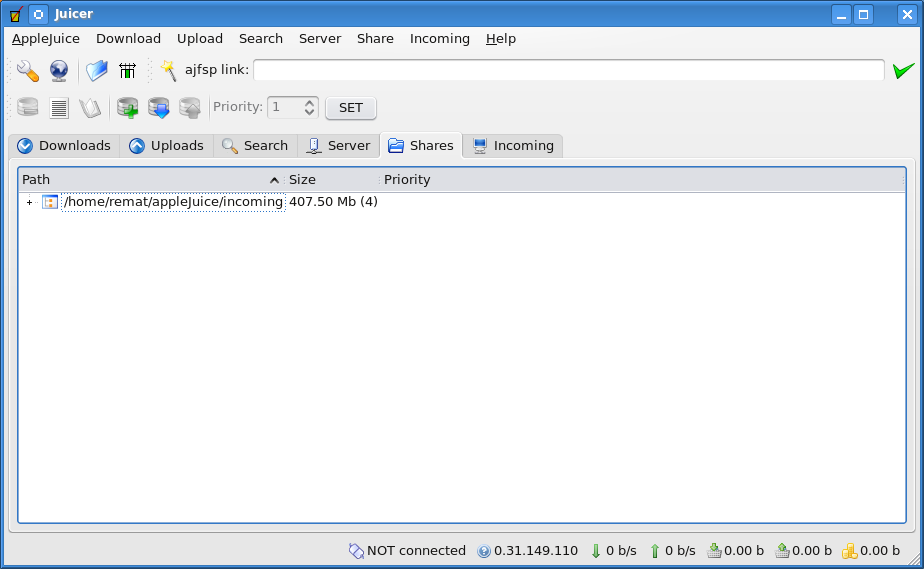 Juicer
AppleJuice Download Upload Search Server Share Incoming Help
ajfsp link:
Priority: 1 SET
Downloads Uploads Search Server Shares Incoming
Path Size Priority
/home/remat/appleJuice/incoming 407.50 Mb (4)
NOT connected 0.31.149.110 0 b/s 0 b/s 0.00 b 0.00 b 0.00 b